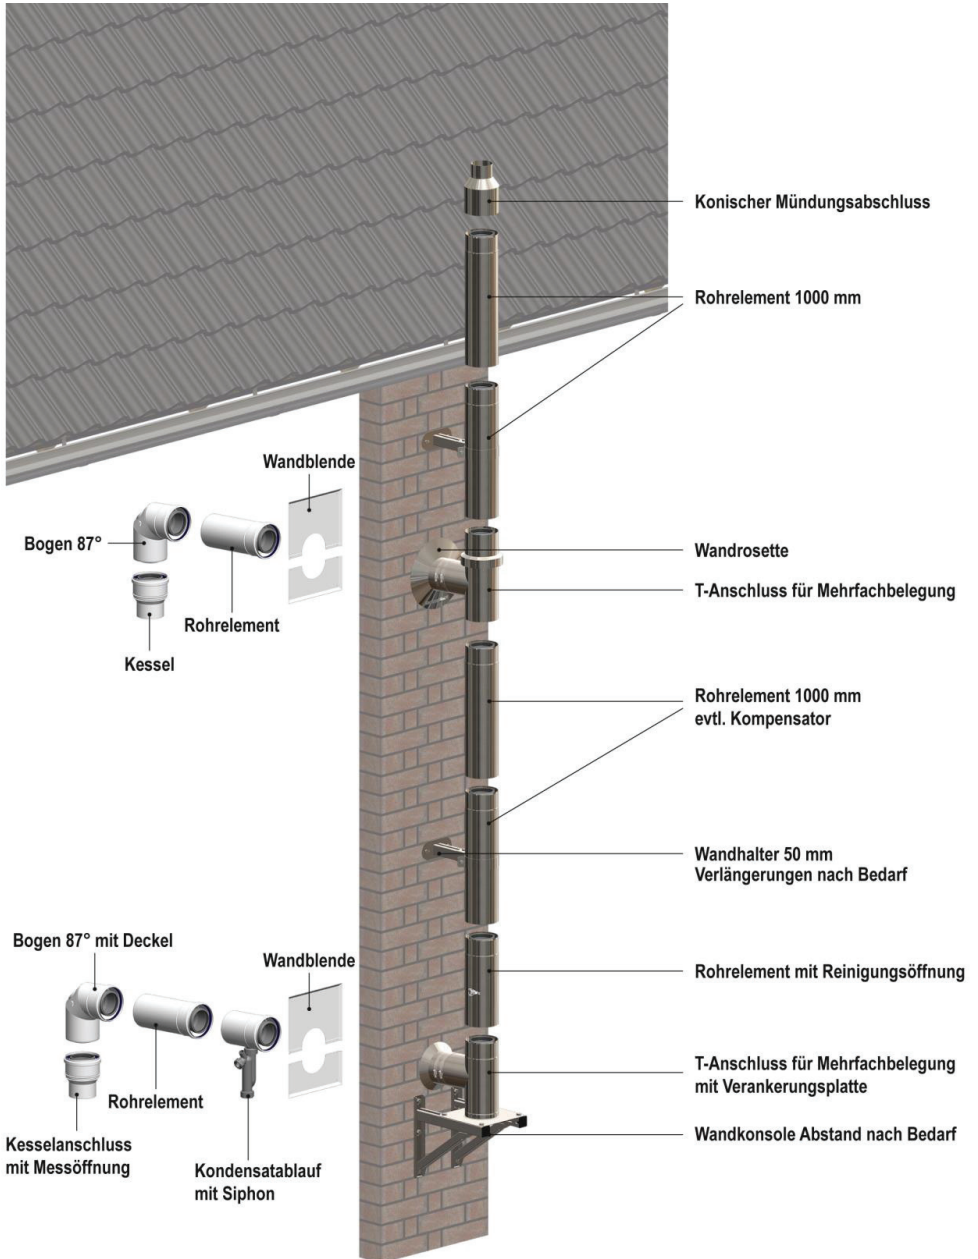 Konischer Mündungsabschluss
Rohrelement 1000 mm
Wandblende
Bogen 87°
Rohrelement
Kessel
Wandrosette
T-Anschluss für Mehrfachbelegung
Rohrelement 1000 mm
evtl. Kompensator
Wandhalter 50 mm
Verlängerungen nach Bedarf
Bogen 87° mit Deckel
Wandblende
Rohrelement mit Reinigungsöffnung
Rohrelement
Kesselanschluss
mit Messöffnung
Kondensatablauf
mit Siphon
T-Anschluss für Mehrfachbelegung
mit Verankerungsplatte
Wandkonsole Abstand nach Bedarf